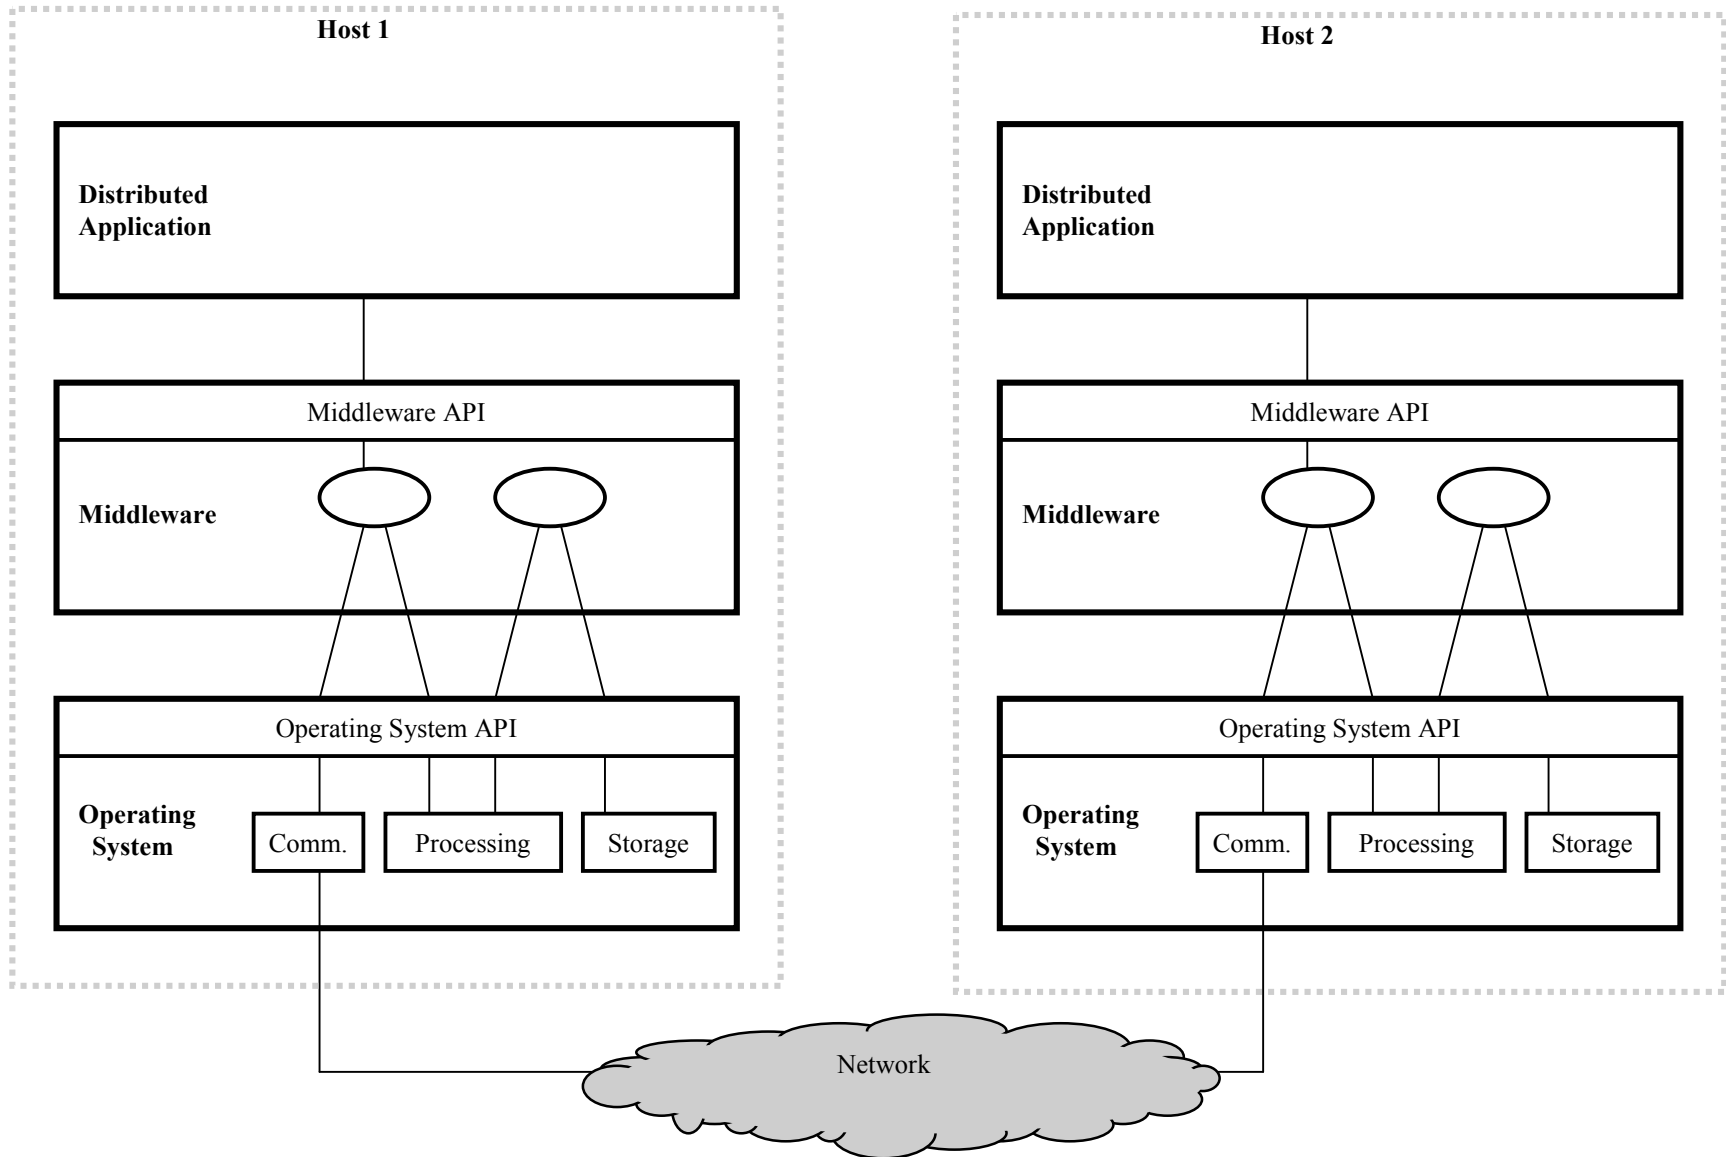 Host 1
Distributed
Application
Middleware API
Middleware
Operating System API
Operating
System
Comm.
Processing
Storage
Host 2
Distributed
Application
Middleware API
Middleware
Operating System API
Operating
System
Comm.
Processing
Storage
Network